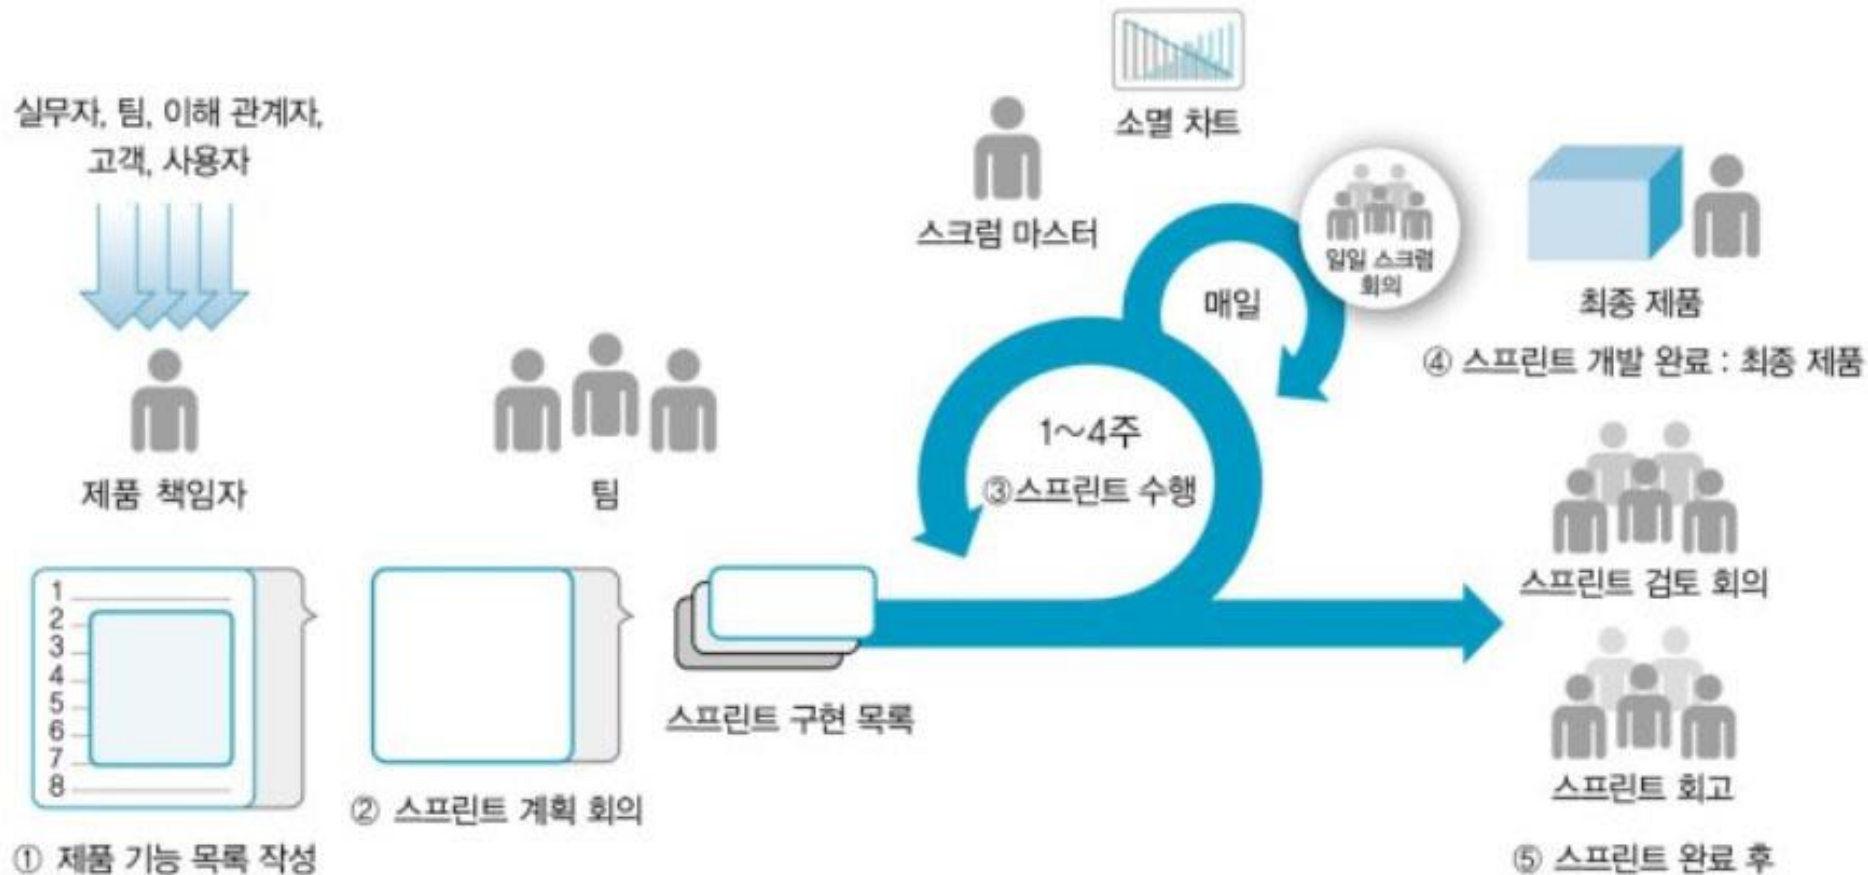 실무자, 팀, 이해 관계자,
고객, 사용자
제품 책임자
1
2
3
4
5
6
7
8
① 제품 기능 목록 작성
팀
② 스프린트 계획 회의
스프린트 구현 목록
스크럼 마스터
소멸 차트
매일
일일 스크럼
회의
1~4주
③스프린트 수행
최종 제품
④ 스프린트 개발 완료 : 최종 제품
스프린트 검토 회의
스프린트 회고
⑤ 스프린트 완료 후